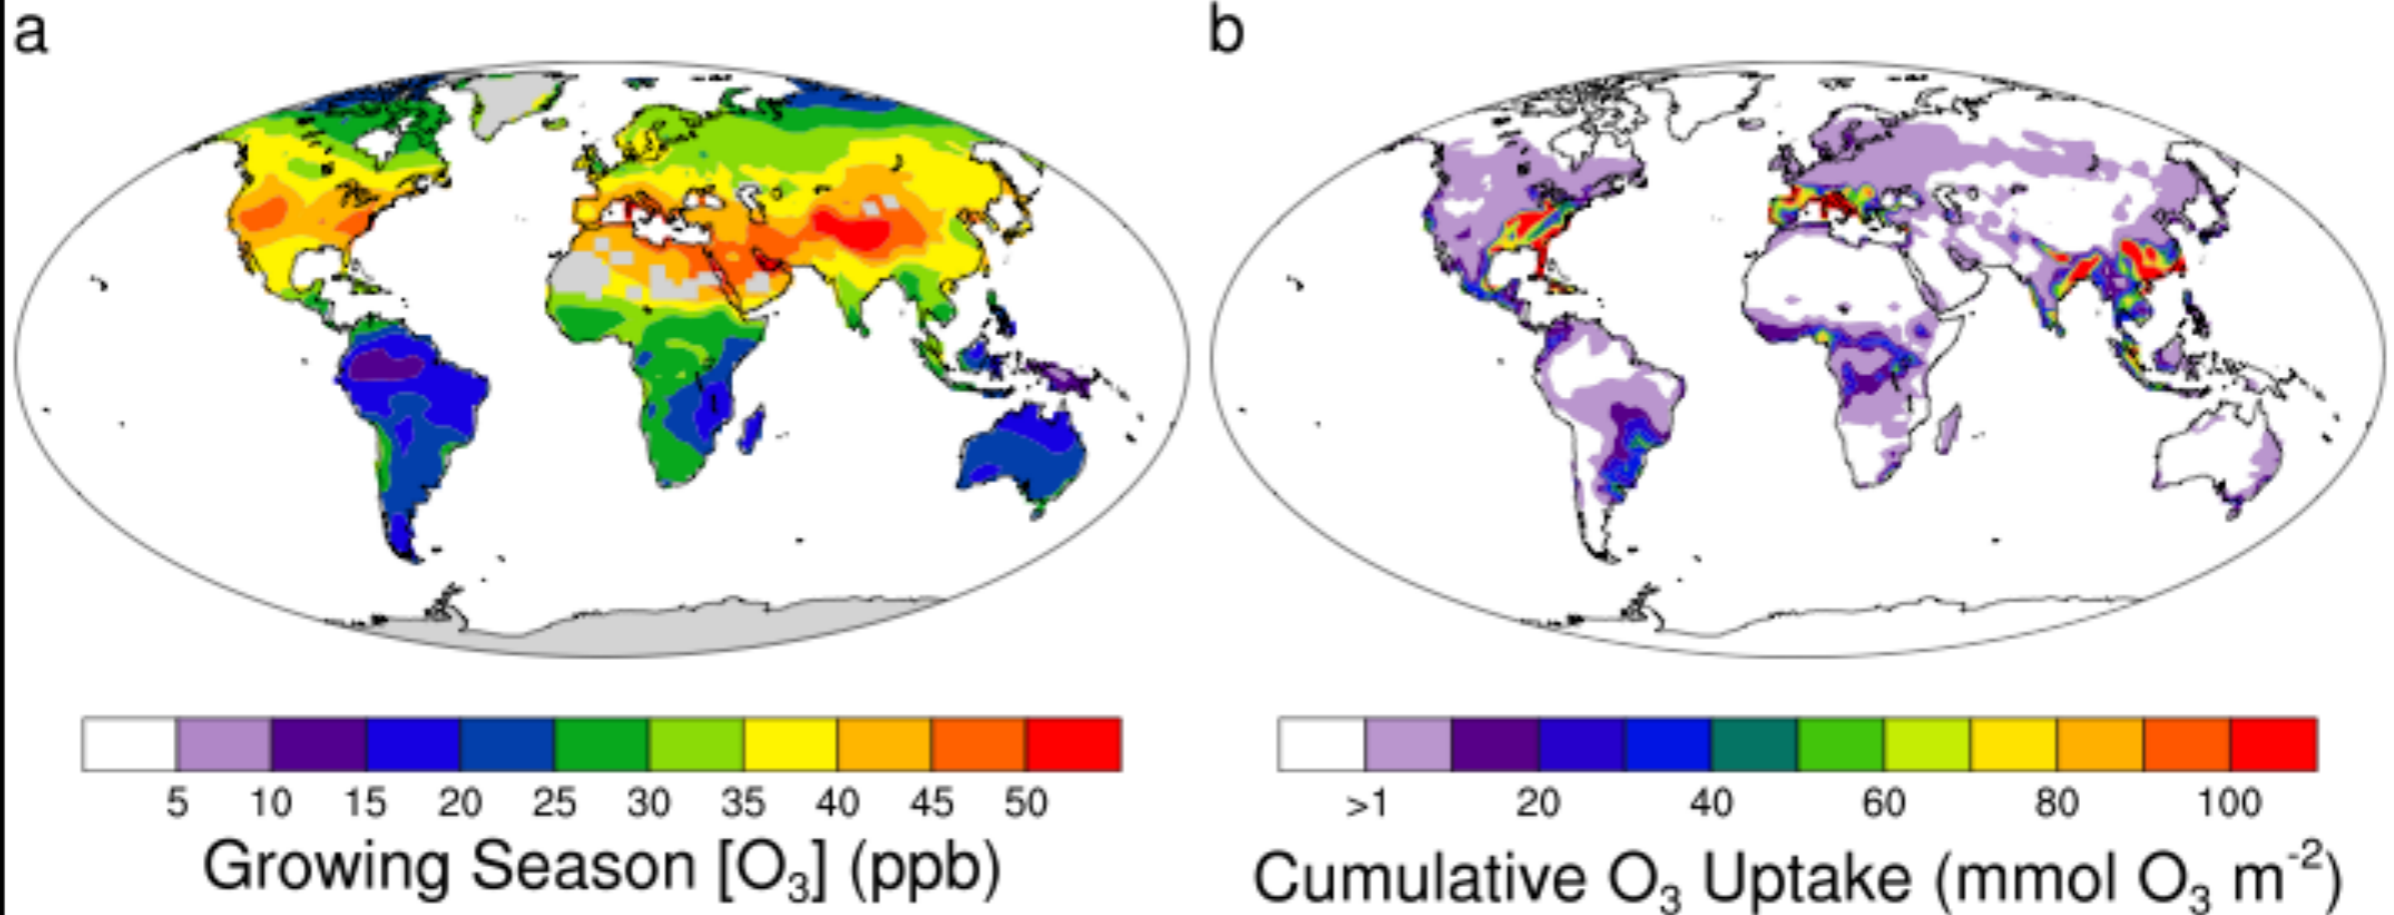 a
b
5 10 15 20 25 30 35 40 45 50
Growing Season [O₃] (ppb)
>1 20 40 60 80 100
Cumulative O₃ Uptake (mmol O₃ m⁻²)